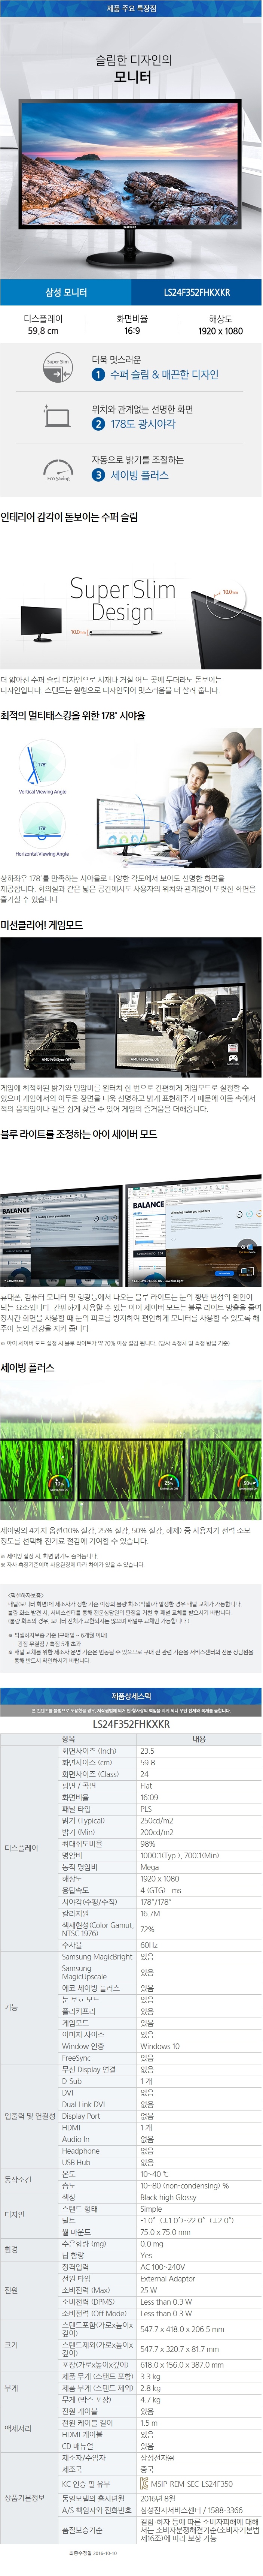 제품 주요 특장점
슬림한 디자인의
모니터
삼성 모니터
LS24F352FHKXKR
디스플레이
59.8 cm
화면비율
16:9
해상도
1920 x 1080
Super Slim
더욱 멋스러운
1 수퍼 슬림 & 매끈한 디자인
위치와 관계없는 선명한 화면
2 178도 광시야각
Eco Saving
자동으로 밝기를 조절하는
3 세이빙 플러스
인테리어 감각이 돋보이는 수퍼 슬림
Super Slim
Design
10.0mm
10.0mm
더 얇아진 수퍼 슬림 디자인으로 서재나 거실 어느 곳에 두더라도 돋보이는
디자인입니다. 스탠드는 원형으로 디자인되어 멋스러움을 더 살려 줍니다.
최적의 멀티태스킹을 위한 178˚ 시야율
178˚
Vertical Viewing Angle
178˚
Horizontal Viewing Angle
상하좌우 178˚를 만족하는 시야율로 다양한 각도에서 보아도 선명한 화면을
제공합니다. 회의실과 같은 넓은 공간에서도 사용자의 위치와 관계없이 또렷한 화면을
즐기실 수 있습니다.
미션클리어! 게임모드
AMD FreeSync OFF
AMD FreeSync ON
게임에 최적화된 밝기와 명암비를 원터치 한 번으로 간편하게 게임모드로 설정할 수
있으며 게임에서의 어두운 장면을 더욱 선명하고 밝게 표현해주기 때문에 어둠 속에서
적의 움직임이나 길을 쉽게 찾을 수 있어 게임의 즐거움을 더해줍니다.
블루 라이트를 조정하는 아이 세이버 모드
BALANCE
BALANCE
Conventional
휴대폰, 컴퓨터 모니터 및 형광등에서 나오는 블루 라이트는 눈의 황반 변성의 원인이
되는 요소입니다. 간편하게 사용할 수 있는 아이 세이버 모드는 블루 라이트 방출을 줄여
장시간 화면을 사용할 때 눈의 피로를 방지하여 편안하게 모니터를 사용할 수 있도록 해
주어 눈의 건강을 지켜 줍니다.
※ 아이 세이버 모드 설정 시 블루 라이트가 약 70% 이상 절감 됩니다. (당사 측정치 및 측정 방법 기준)
세이빙 플러스
10%
25%
50%
세이빙의 4가지 옵션(10% 절감, 25% 절감, 50% 절감, 해제) 중 사용자가 전력 소모
정도를 선택해 전기료 절감에 기여할 수 있습니다.
※ 세이빙 설정 시, 화면 밝기도 줄어듭니다.
※ 자사 측정기준이며 사용환경에 따라 차이가 있을 수 있습니다.
<픽셀하자보증>
패널(모니터 화면)에 제조사가 정한 기준 이상의 불량 화소(픽셀)가 발생한 경우 패널 교체가 가능합니다.
불량 화소 발견 시, 서비스센터를 통해 전문상담원의 판정을 거친 후 패널 교체를 받으시기 바랍니다.
(불량 화소의 경우, 모니터 전체가 교환되지는 않으며 패널부 교체만 가능합니다.)
※ 픽셀하자보증 기준 (구매일 ~ 6개월 이내)
- 광점 무결점 / 흑점 5개 초과
※ 패널 교체를 위한 제조사 운영 기준은 변동될 수 있으므로 구매 전 관련 기준을 서비스센터의 전문 상담원을
통해 반드시 확인하시기 바랍니다.
제품상세스펙
LS24F352FHKXKR
항목 내용
디스플레이
화면사이즈 (Inch) 23.5
화면사이즈 (cm) 59.8
화면사이즈 (Class) 24
평면 / 곡면 Flat
화면비율 16:09
패널 타입 PLS
밝기 (Typical) 250cd/m2
밝기 (Min) 200cd/m2
최대휘도비율 98%
명암비 1000:1(Typ.), 700:1(Min)
동적 명암비 Mega
해상도 1920 x 1080
응답속도 4 (GTG) ms
시야각(수평/수직) 178°/178°
칼라지원 16.7M
색재현성(Color Gamut, NTSC 1976) 72%
주사율 60Hz
기능
Samsung MagicBright 있음
Samsung MagicUpscale 있음
에코 세이빙 플러스 있음
눈 보호 모드 있음
플리커프리 있음
게임모드 있음
이미지 사이즈 있음
Window 인증 Windows 10
FreeSync 있음
입출력 및 연결성
무선 Display 연결 없음
D-Sub 1 개
DVI 없음
Dual Link DVI 없음
Display Port 없음
HDMI 1 개
Audio In 없음
Headphone 없음
USB Hub 없음
동작조건
온도 10~40 ℃
습도 10~80 (non-condensing) %
디자인
색상 Black high Glossy
스탠드 형태 Simple
틸트 -1.0˚ (±1.0˚)~22.0˚ (±2.0˚)
월 마운트 75.0 x 75.0 mm
환경
수은함량 (mg) 0.0 mg
납 함량 Yes
전원
정격입력 AC 100~240V
전원 타입 External Adaptor
소비전력 (Max) 25 W
소비전력 (DPMS) Less than 0.3 W
소비전력 (Off Mode) Less than 0.3 W
크기
스탠드포함(가로x높이x깊이) 547.7 x 418.0 x 206.5 mm
스탠드제외(가로x높이x깊이) 547.7 x 320.7 x 81.7 mm
포장(가로x높이x깊이) 618.0 x 156.0 x 387.0 mm
무게
제품 무게 (스탠드 포함) 3.3 kg
제품 무게 (스탠드 제외) 2.8 kg
무게 (박스 포장) 4.7 kg
액세서리
전원 케이블 있음
전원 케이블 길이 1.5 m
HDMI 케이블 있음
CD 매뉴얼 있음
상품기본정보
제조자/수입자 삼성전자㈜
제조국 중국
KC 인증 필 유무 MSIP-REM-SEC-LS24F350
동일모델의 출시년월 2016년 8월
A/S 책임자와 전화번호 삼성전자서비스센터 / 1588-3366
품질보증기준 결함·하자 등에 따른 소비자피해에 대해서는 소비자분쟁해결기준(소비자기본법 제16조)에 따라 보상 가능
최종수정일 2016-10-10